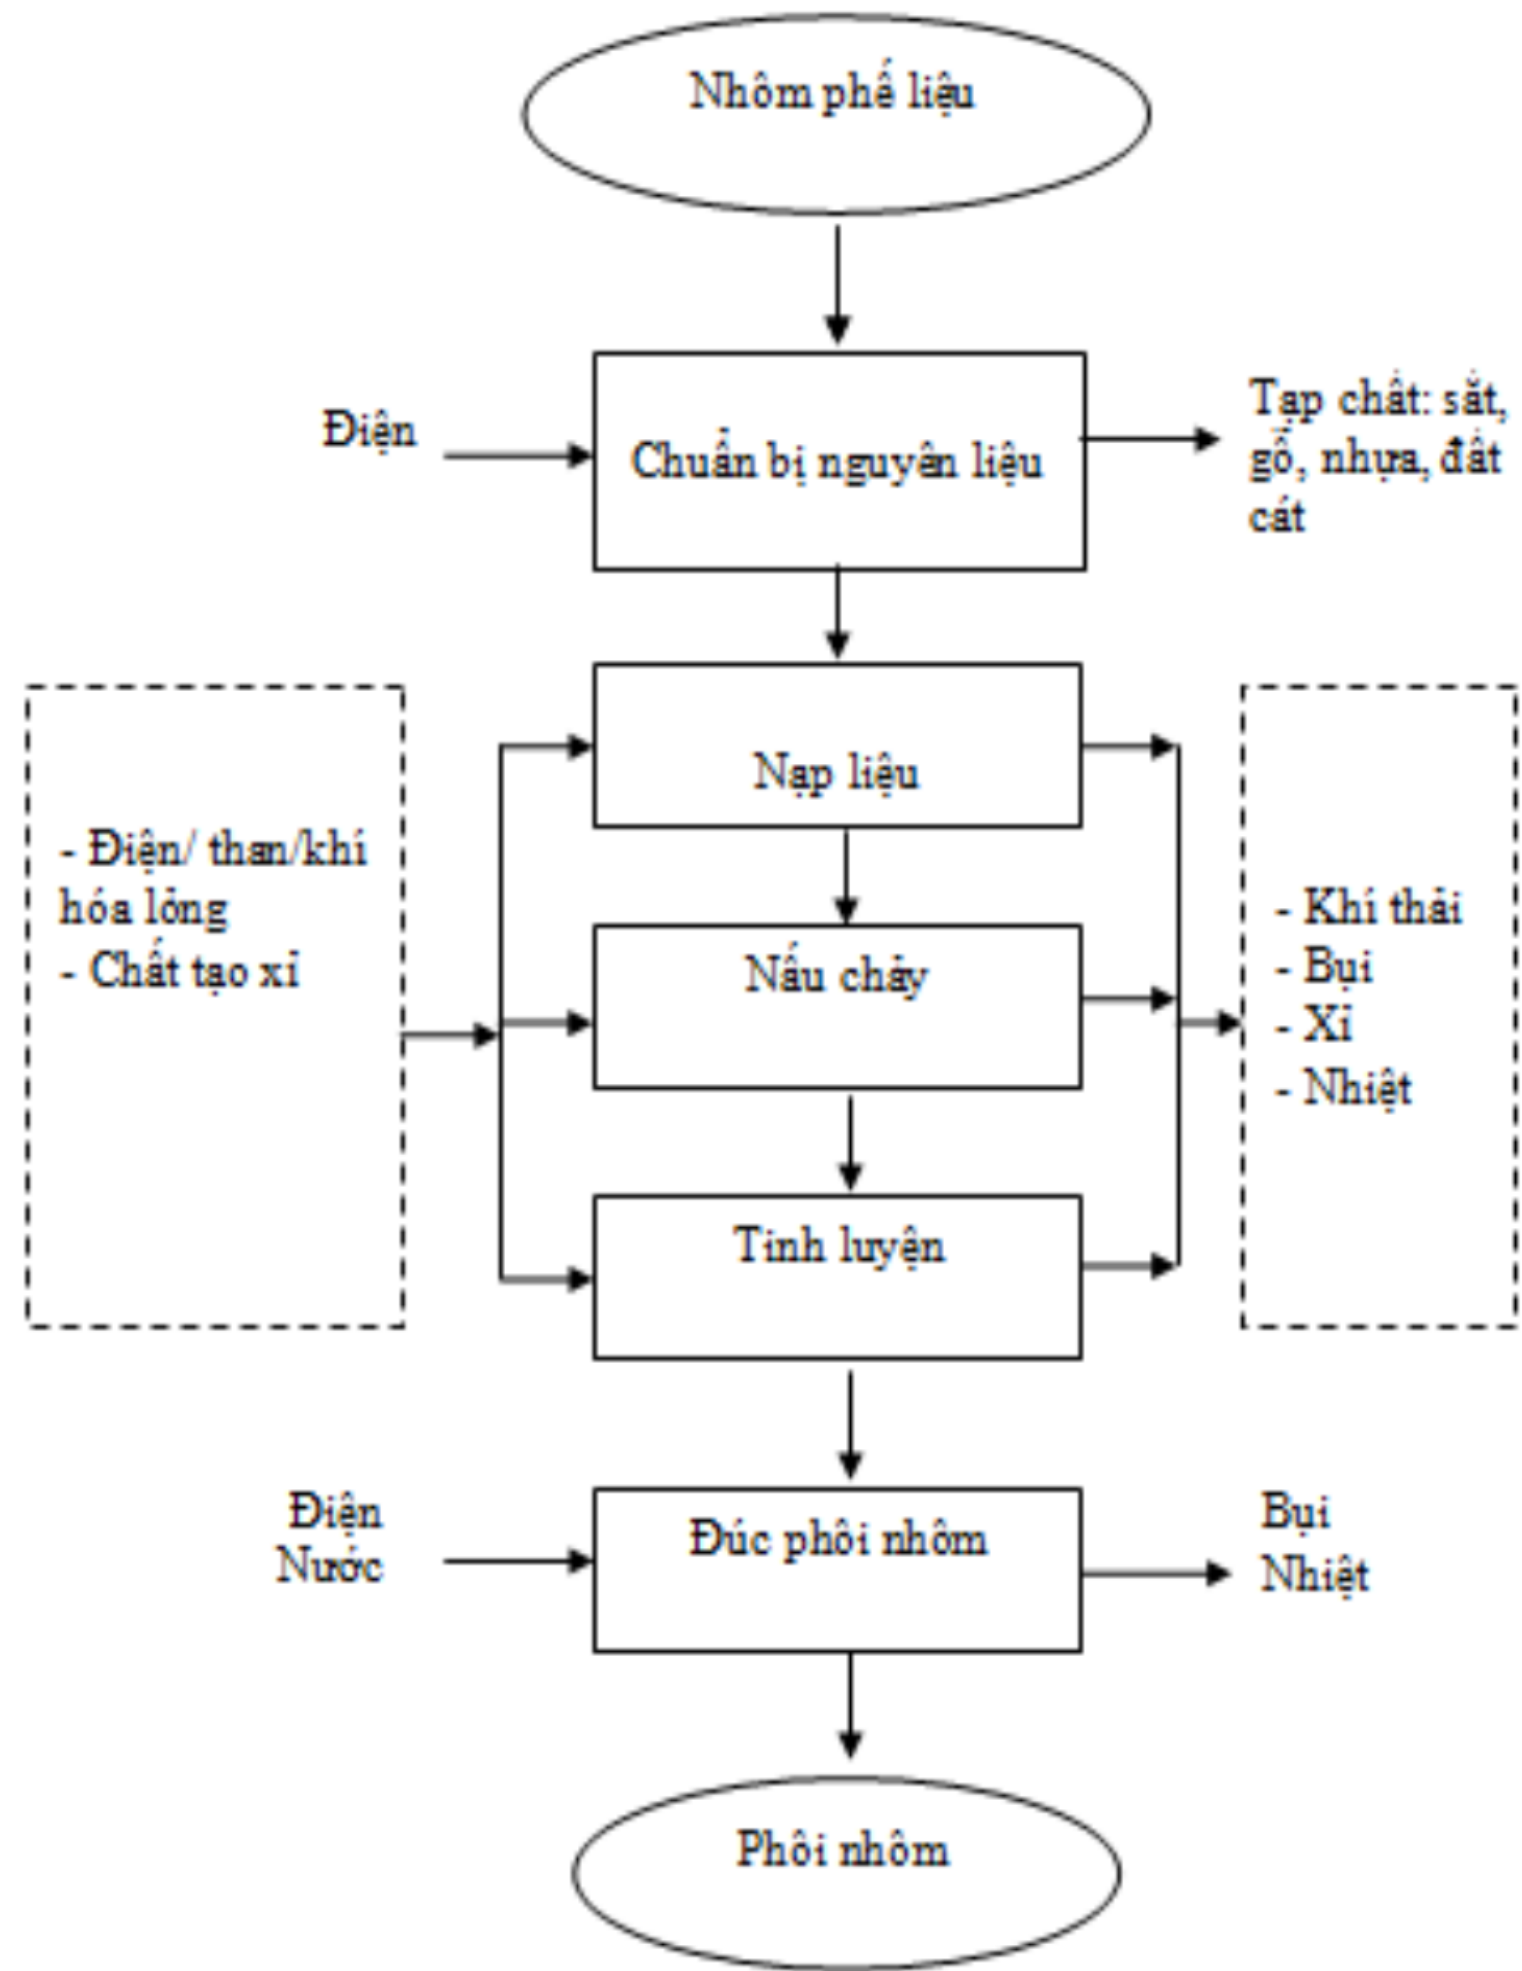 Nhôm phế liệu
Điện
Chuẩn bị nguyên liệu
Tạp chất: sắt,
gỗ, nhựa, đất
cát
Nạp liệu
- Điện/ than/khí
hóa lỏng
- Chất tạo xỉ
Nấu chảy
- Khí thải
- Bụi
- Xỉ
- Nhiệt
Tinh luyện
Điện
Nước
Đúc phôi nhôm
Bụi
Nhiệt
Phôi nhôm